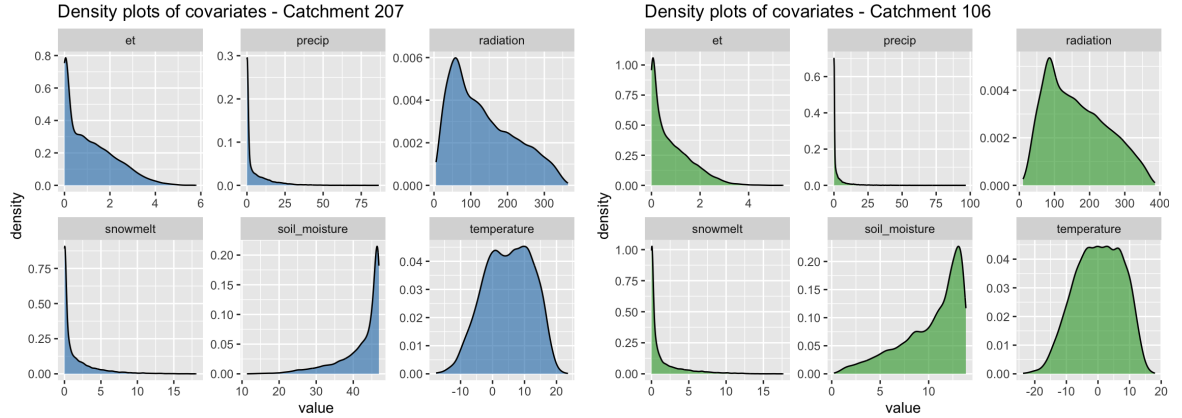 Density plots of covariates - Catchment 207
et
precip
radiation
0.8
0.6
0.4
0.2
0.0
0 2 4 6
0.3
0.2
0.1
0.0
0 25 50 75
0.006
0.004
0.002
0.000
0 100 200 300
density
snowmelt
soil_moisture
temperature
0.75
0.50
0.25
0.00
0 5 10 15
0.20
0.15
0.10
0.05
0.00
10 20 30 40
0.04
0.03
0.02
0.01
0.00
-10 0 10 20
value
Density plots of covariates - Catchment 106
et
precip
radiation
1.00
0.75
0.50
0.25
0.00
0 2 4
0.6
0.4
0.2
0.0
0 25 50 75 100
0.004
0.002
0.000
0 100 200 300 400
density
snowmelt
soil_moisture
temperature
1.00
0.75
0.50
0.25
0.00
0 5 10 15
0.20
0.15
0.10
0.05
0.00
0 5 10
0.04
0.03
0.02
0.01
0.00
-20 -10 0 10 20
value